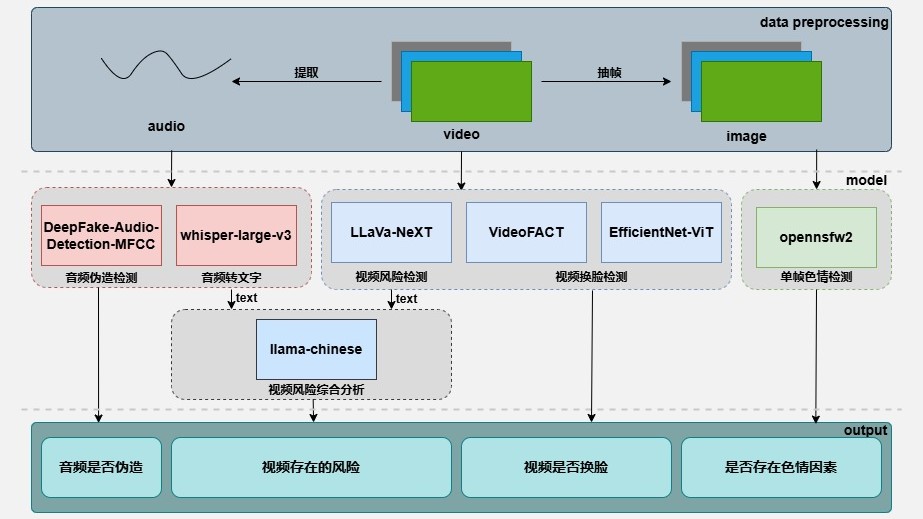 data preprocessing
提取
抽帧
audio
video
image
model
DeepFake-Audio-
Detection-MFCC
whisper-large-v3
LLaVa-NeXT
VideoFACT
EfficientNet-ViT
opennsfw2
音频伪造检测
音频转文字
视频风险检测
视频换脸检测
单帧色情检测
text
text
llama-chinese
视频风险综合分析
output
音频是否伪造
视频存在的风险
视频是否换脸
是否存在色情因素